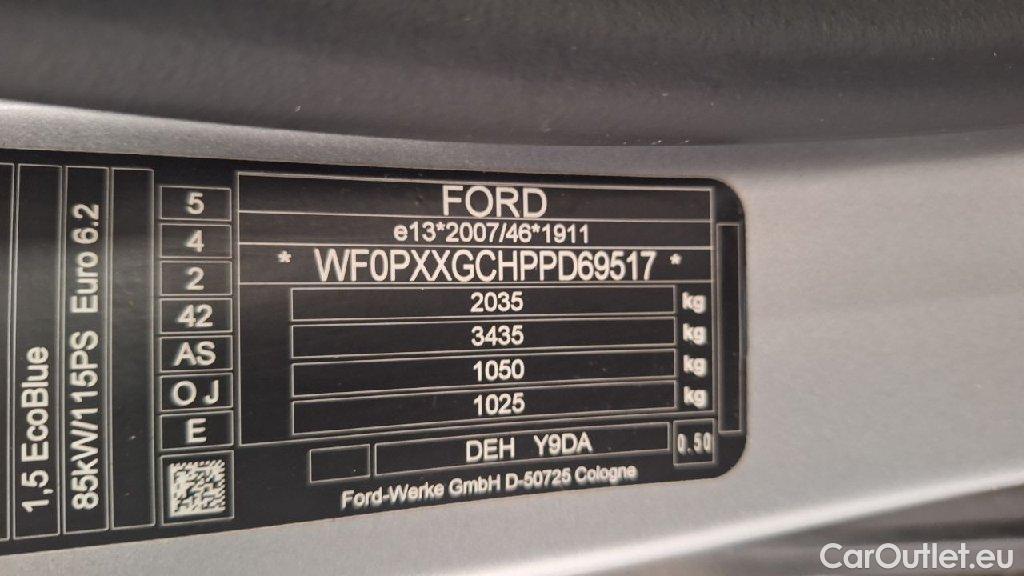 FORD
e13*2007/46*1911
* WF0PXXGCHPPD69517 *
2035 kg
3435 kg
1050 kg
1025 kg
DEH Y9DA
0.50
Ford-Werke GmbH D-50725 Cologne
5
4
2
42
AS
O J
E
1,5 EcoBlue
85kW/115PS Euro 6.2
CarOutlet.eu